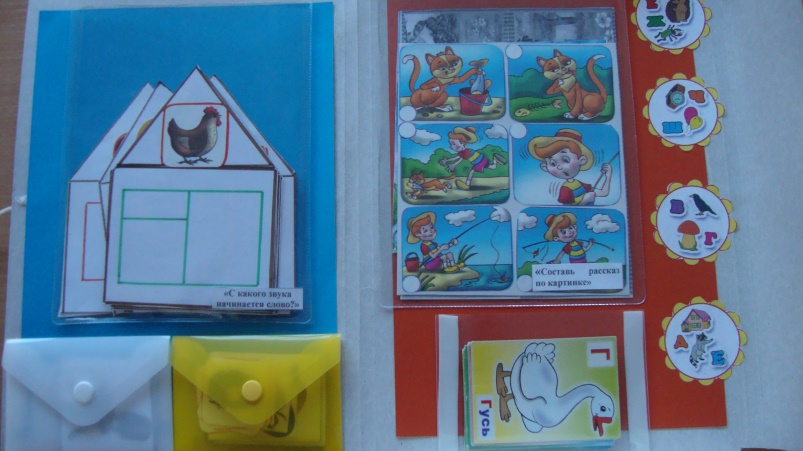 «С какого звука
начинается слово?»
«Составь рассказ
по картинке»
Г
Гусь
Ж
Ч
Ш
В
Г
А
Е